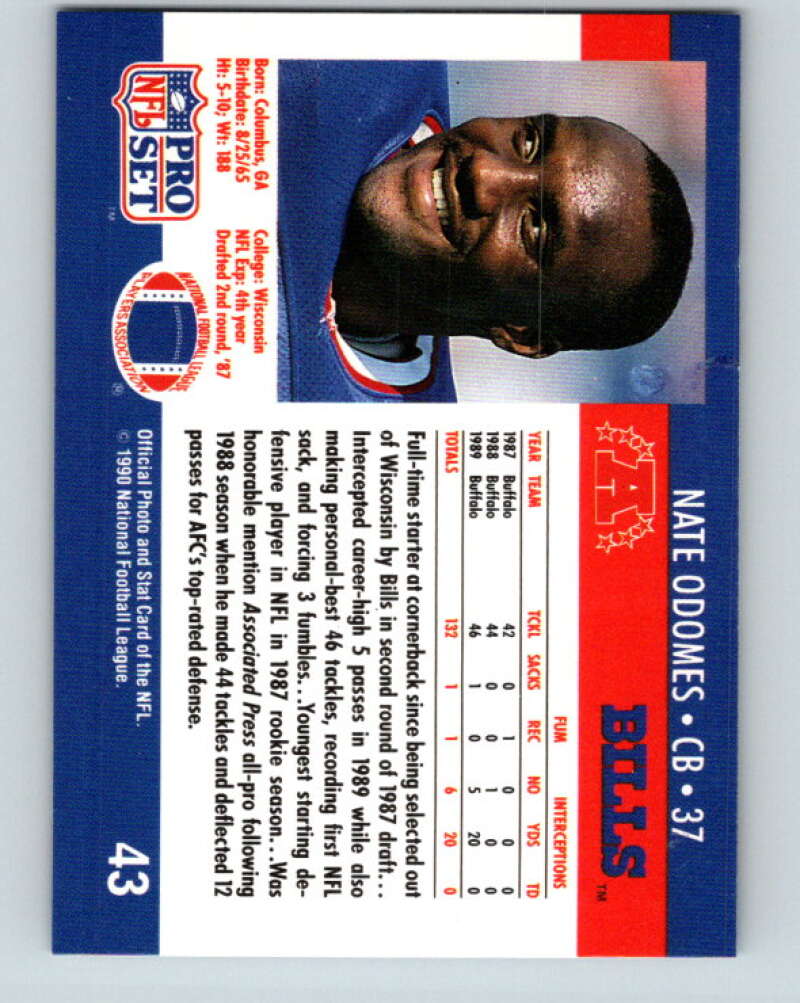 NATE ODOMES • CB • 37
BILLS™
A
Born: Columbus, GA
Birthdate: 8/25/65
Ht: 5-10; Wt: 188
College: Wisconsin
NFL Exp: 4th year
Drafted 2nd round, '87
FUM INTERCEPTIONS
YEAR TEAM TCKL SACKS REC NO YDS TD
1987 Buffalo 42 0 1 0 0 0
1988 Buffalo 44 0 0 1 0 0
1989 Buffalo 46 1 0 5 20 0
TOTALS 132 1 1 6 20 0
Full-time starter at cornerback since being selected out
of Wisconsin by Bills in second round of 1987 draft...
Intercepted career-high 5 passes in 1989 while also
making personal-best 46 tackles, recording first NFL
sack, and forcing 3 fumbles...Youngest starting de-
fensive player in NFL in 1987 rookie season...Was
honorable mention Associated Press all-pro following
1988 season when he made 44 tackles and deflected 12
passes for AFC's top-rated defense.
PRO
NFL
SET
™
NATIONAL FOOTBALL LEAGUE
PLAYERS ASSOCIATION
®
Official Photo and Stat Card of the NFL.
© 1990 National Football League.
43